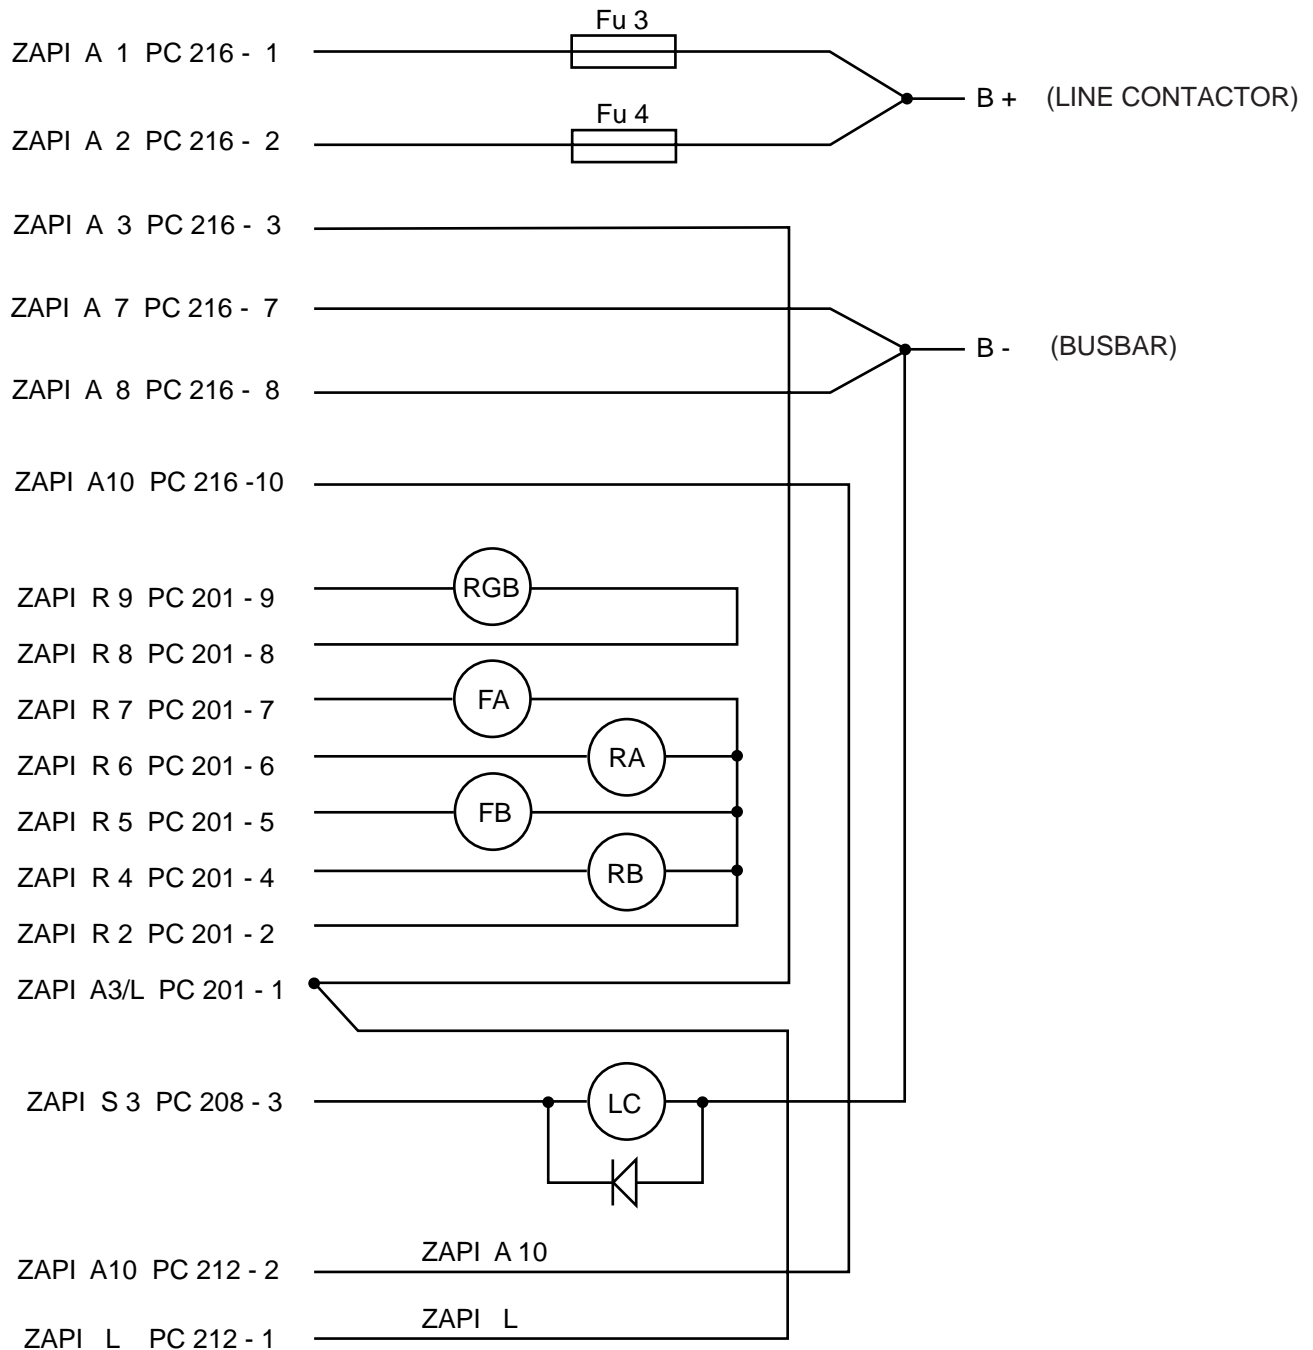 Fu 3
ZAPI A 1 PC 216 - 1
B + (LINE CONTACTOR)
Fu 4
ZAPI A 2 PC 216 - 2
ZAPI A 3 PC 216 - 3
ZAPI A 7 PC 216 - 7
B - (BUSBAR)
ZAPI A 8 PC 216 - 8
ZAPI A10 PC 216 -10
ZAPI R 9 PC 201 - 9
RGB
ZAPI R 8 PC 201 - 8
ZAPI R 7 PC 201 - 7
FA
ZAPI R 6 PC 201 - 6
RA
ZAPI R 5 PC 201 - 5
FB
ZAPI R 4 PC 201 - 4
RB
ZAPI R 2 PC 201 - 2
ZAPI A3/L PC 201 - 1
ZAPI S 3 PC 208 - 3
LC
ZAPI A 10
ZAPI A10 PC 212 - 2
ZAPI L
ZAPI L PC 212 - 1